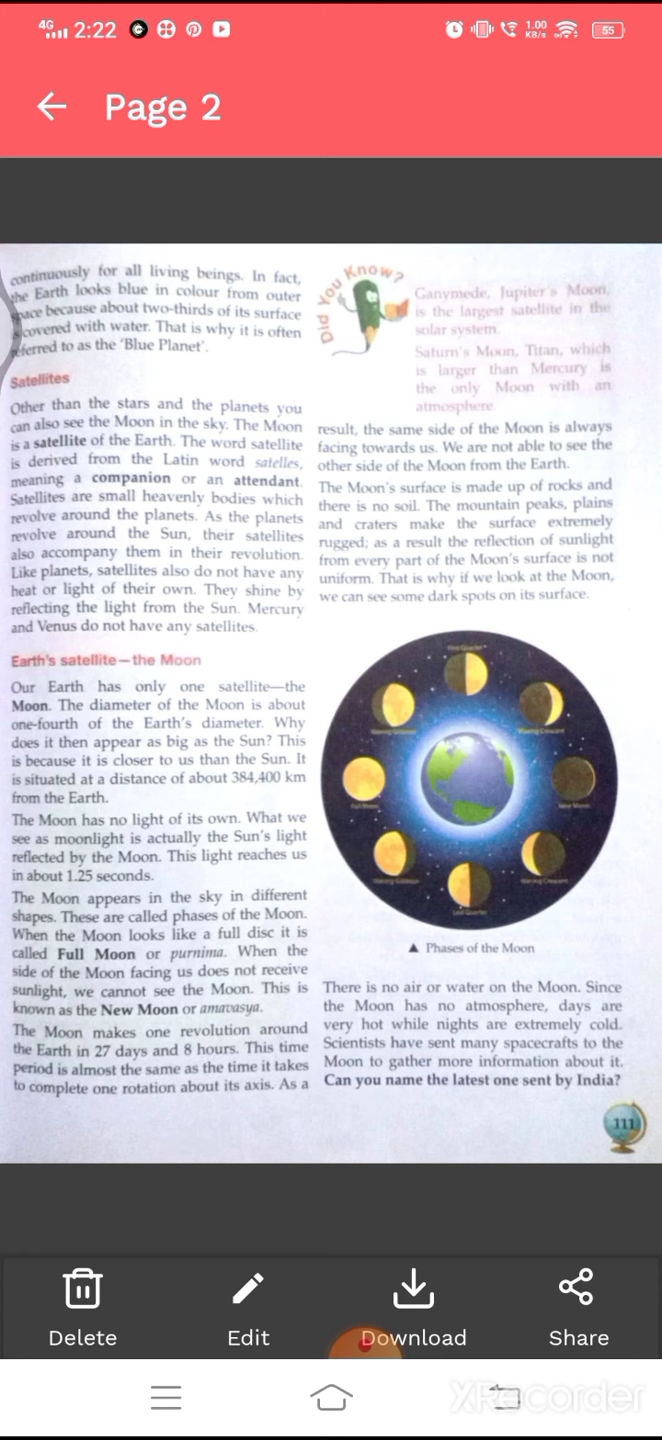 4G 2:22 1.00 KB/s 55
Page 2
continuously for all living beings. In fact,
the Earth looks blue in colour from outer
space because about two-thirds of its surface
is covered with water. That is why it is often
referred to as the ‘Blue Planet’.
Satellites
Other than the stars and the planets you
can also see the Moon in the sky. The Moon
is a satellite of the Earth. The word satellite
is derived from the Latin word satelles,
meaning a companion or an attendant.
Satellites are small heavenly bodies which
revolve around the planets. As the planets
revolve around the Sun, their satellites
also accompany them in their revolution.
Like planets, satellites also do not have any
heat or light of their own. They shine by
reflecting the light from the Sun. Mercury
and Venus do not have any satellites.
Earth's satellite—the Moon
Our Earth has only one satellite—the
Moon. The diameter of the Moon is about
one-fourth of the Earth's diameter. Why
does it then appear as big as the Sun? This
is because it is closer to us than the Sun. It
is situated at a distance of about 384,400 km
from the Earth.
The Moon has no light of its own. What we
see as moonlight is actually the Sun's light
reflected by the Moon. This light reaches us
in about 1.25 seconds.
The Moon appears in the sky in different
shapes. These are called phases of the Moon.
When the Moon looks like a full disc it is
called Full Moon or purnima. When the
side of the Moon facing us does not receive
sunlight, we cannot see the Moon. This is
known as the New Moon or amavasya.
The Moon makes one revolution around
the Earth in 27 days and 8 hours. This time
period is almost the same as the time it takes
to complete one rotation about its axis. As a
Did You Know?
Ganymede, Jupiter's Moon,
is the largest satellite in the
solar system.
Saturn's Moon, Titan, which
is larger than Mercury is
the only Moon with an
atmosphere.
result, the same side of the Moon is always
facing towards us. We are not able to see the
other side of the Moon from the Earth.
The Moon's surface is made up of rocks and
there is no soil. The mountain peaks, plains
and craters make the surface extremely
rugged; as a result the reflection of sunlight
from every part of the Moon's surface is not
uniform. That is why if we look at the Moon,
we can see some dark spots on its surface.
First Quarter
Full Moon
New Moon
Last Quarter
▲ Phases of the Moon
There is no air or water on the Moon. Since
the Moon has no atmosphere, days are
very hot while nights are extremely cold.
Scientists have sent many spacecrafts to the
Moon to gather more information about it.
Can you name the latest one sent by India?
111
Delete Edit Download Share
XRecorder